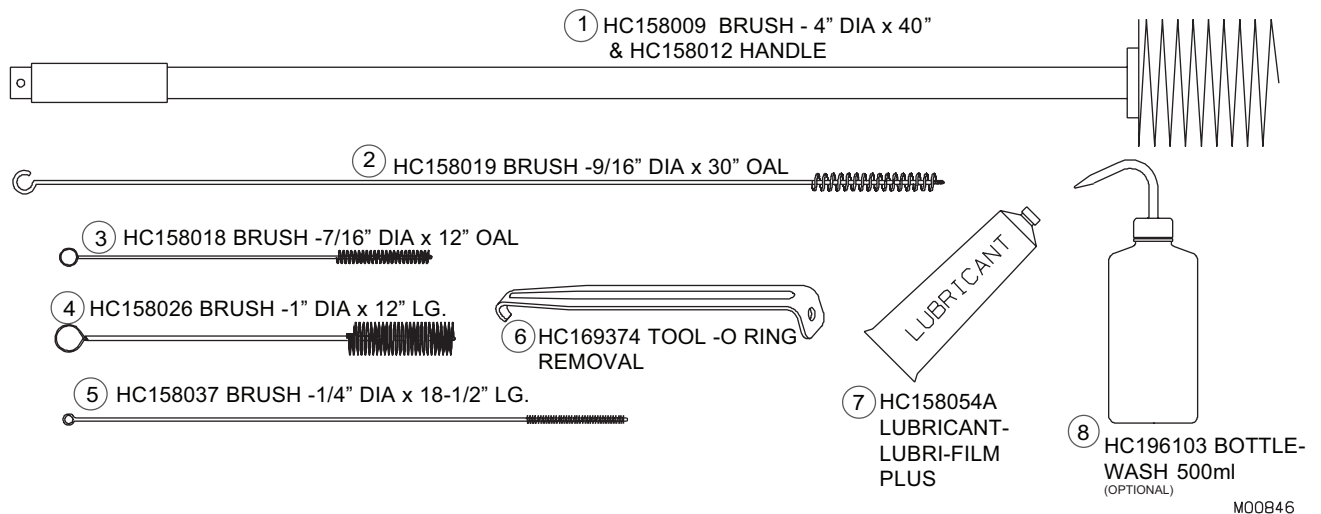 1 HC158009 BRUSH - 4” DIA x 40”
& HC158012 HANDLE
2 HC158019 BRUSH -9/16” DIA x 30” OAL
3 HC158018 BRUSH -7/16” DIA x 12” OAL
4 HC158026 BRUSH -1” DIA x 12” LG.
5 HC158037 BRUSH -1/4” DIA x 18-1/2” LG.
6 HC169374 TOOL -O RING
REMOVAL
LUBRICANT
7 HC158054A
LUBRICANT-
LUBRI-FILM
PLUS
8 HC196103 BOTTLE-
WASH 500ml
(OPTIONAL)
M00846